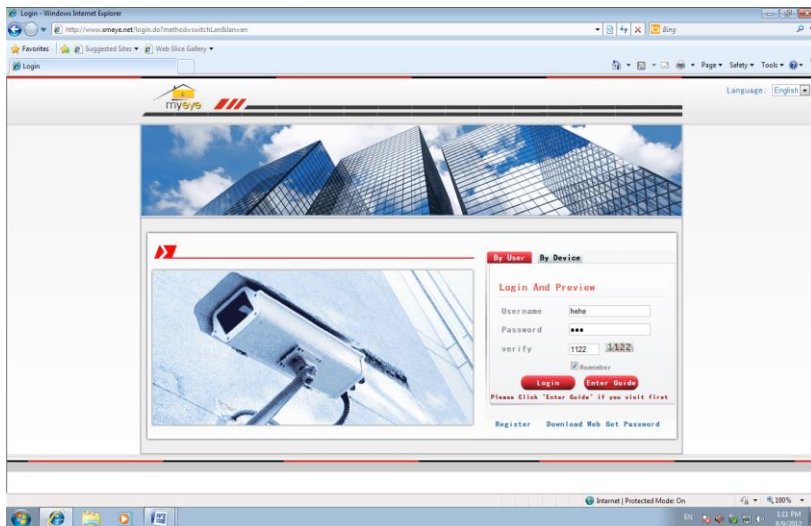 Login - Windows Internet Explorer
http://www.xmeye.net/login.do?method=switchLan&lan=en
Bing
Favorites Suggested Sites Web Slice Gallery
Login
Page Safety Tools
Language: English
myeye
By User By Device
Login And Preview
Username hehe
Password
verify 1122 1122
Remember
Login Enter Guide
Please Click "Enter Guide" if you visit first
Register Download Web Get Password
Internet | Protected Mode: On 100%
EN 1:11 PM